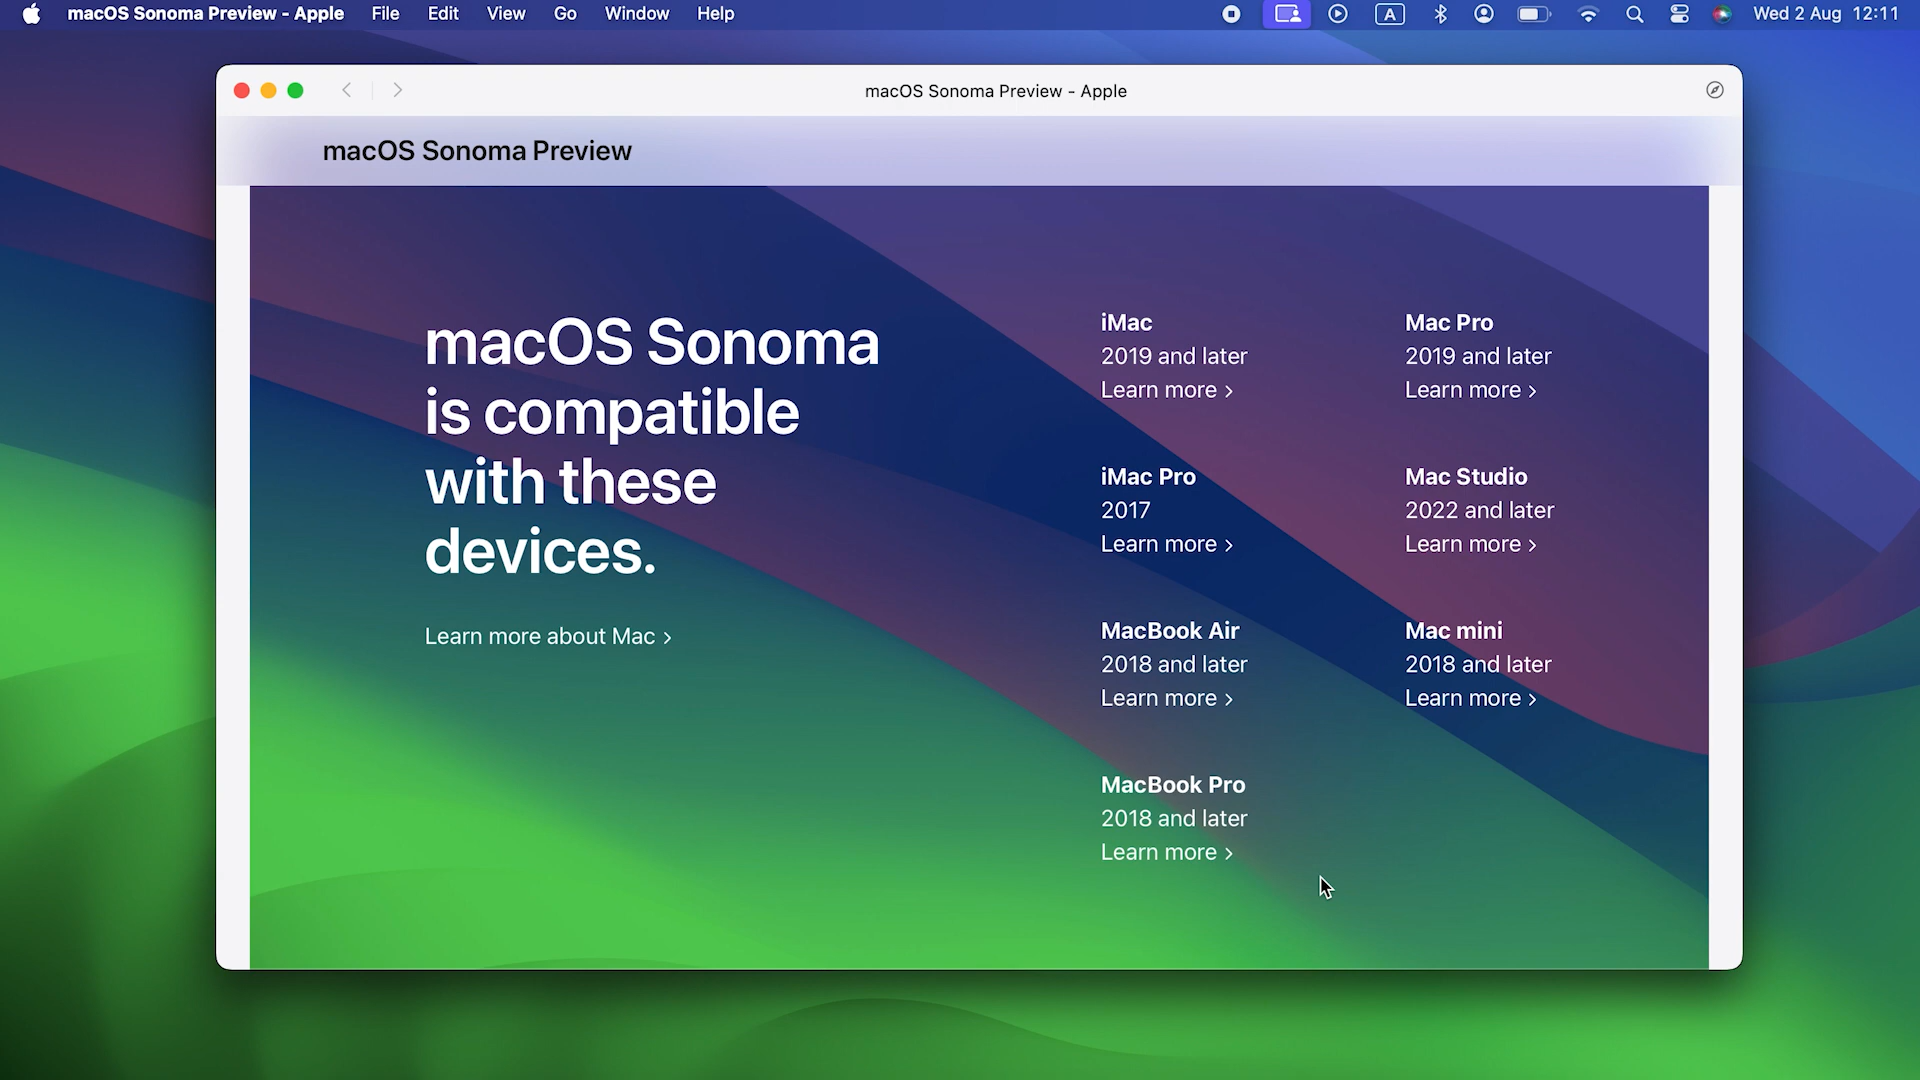 macOS Sonoma Preview - Apple File Edit View Go Window Help A Wed 2 Aug 12:11
macOS Sonoma Preview - Apple
macOS Sonoma Preview
macOS Sonoma
is compatible
with these
devices.
Learn more about Mac >
iMac
2019 and later
Learn more >
Mac Pro
2019 and later
Learn more >
iMac Pro
2017
Learn more >
Mac Studio
2022 and later
Learn more >
MacBook Air
2018 and later
Learn more >
Mac mini
2018 and later
Learn more >
MacBook Pro
2018 and later
Learn more >